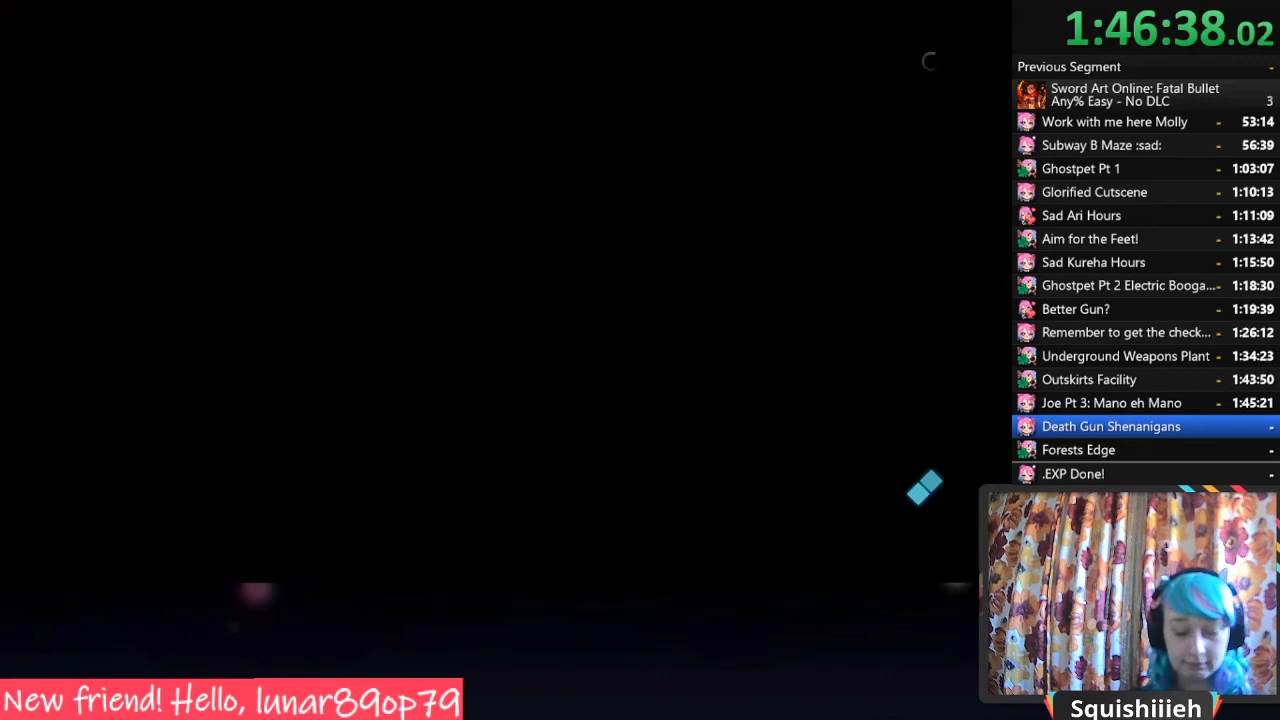 1:46:38.02
Previous Segment -
Sword Art Online: Fatal Bullet
Any% Easy - No DLC 3
Work with me here Molly - 53:14
Subway B Maze :sad: - 56:39
Ghostpet Pt 1 - 1:03:07
Glorified Cutscene - 1:10:13
Sad Ari Hours - 1:11:09
Aim for the Feet! - 1:13:42
Sad Kureha Hours - 1:15:50
Ghostpet Pt 2 Electric Booga... - 1:18:30
Better Gun? - 1:19:39
Remember to get the check... - 1:26:12
Underground Weapons Plant - 1:34:23
Outskirts Facility - 1:43:50
Joe Pt 3: Mano eh Mano - 1:45:21
Death Gun Shenanigans -
Forests Edge -
.EXP Done! -
New friend! Hello, lunar89op79
Squishiiieh